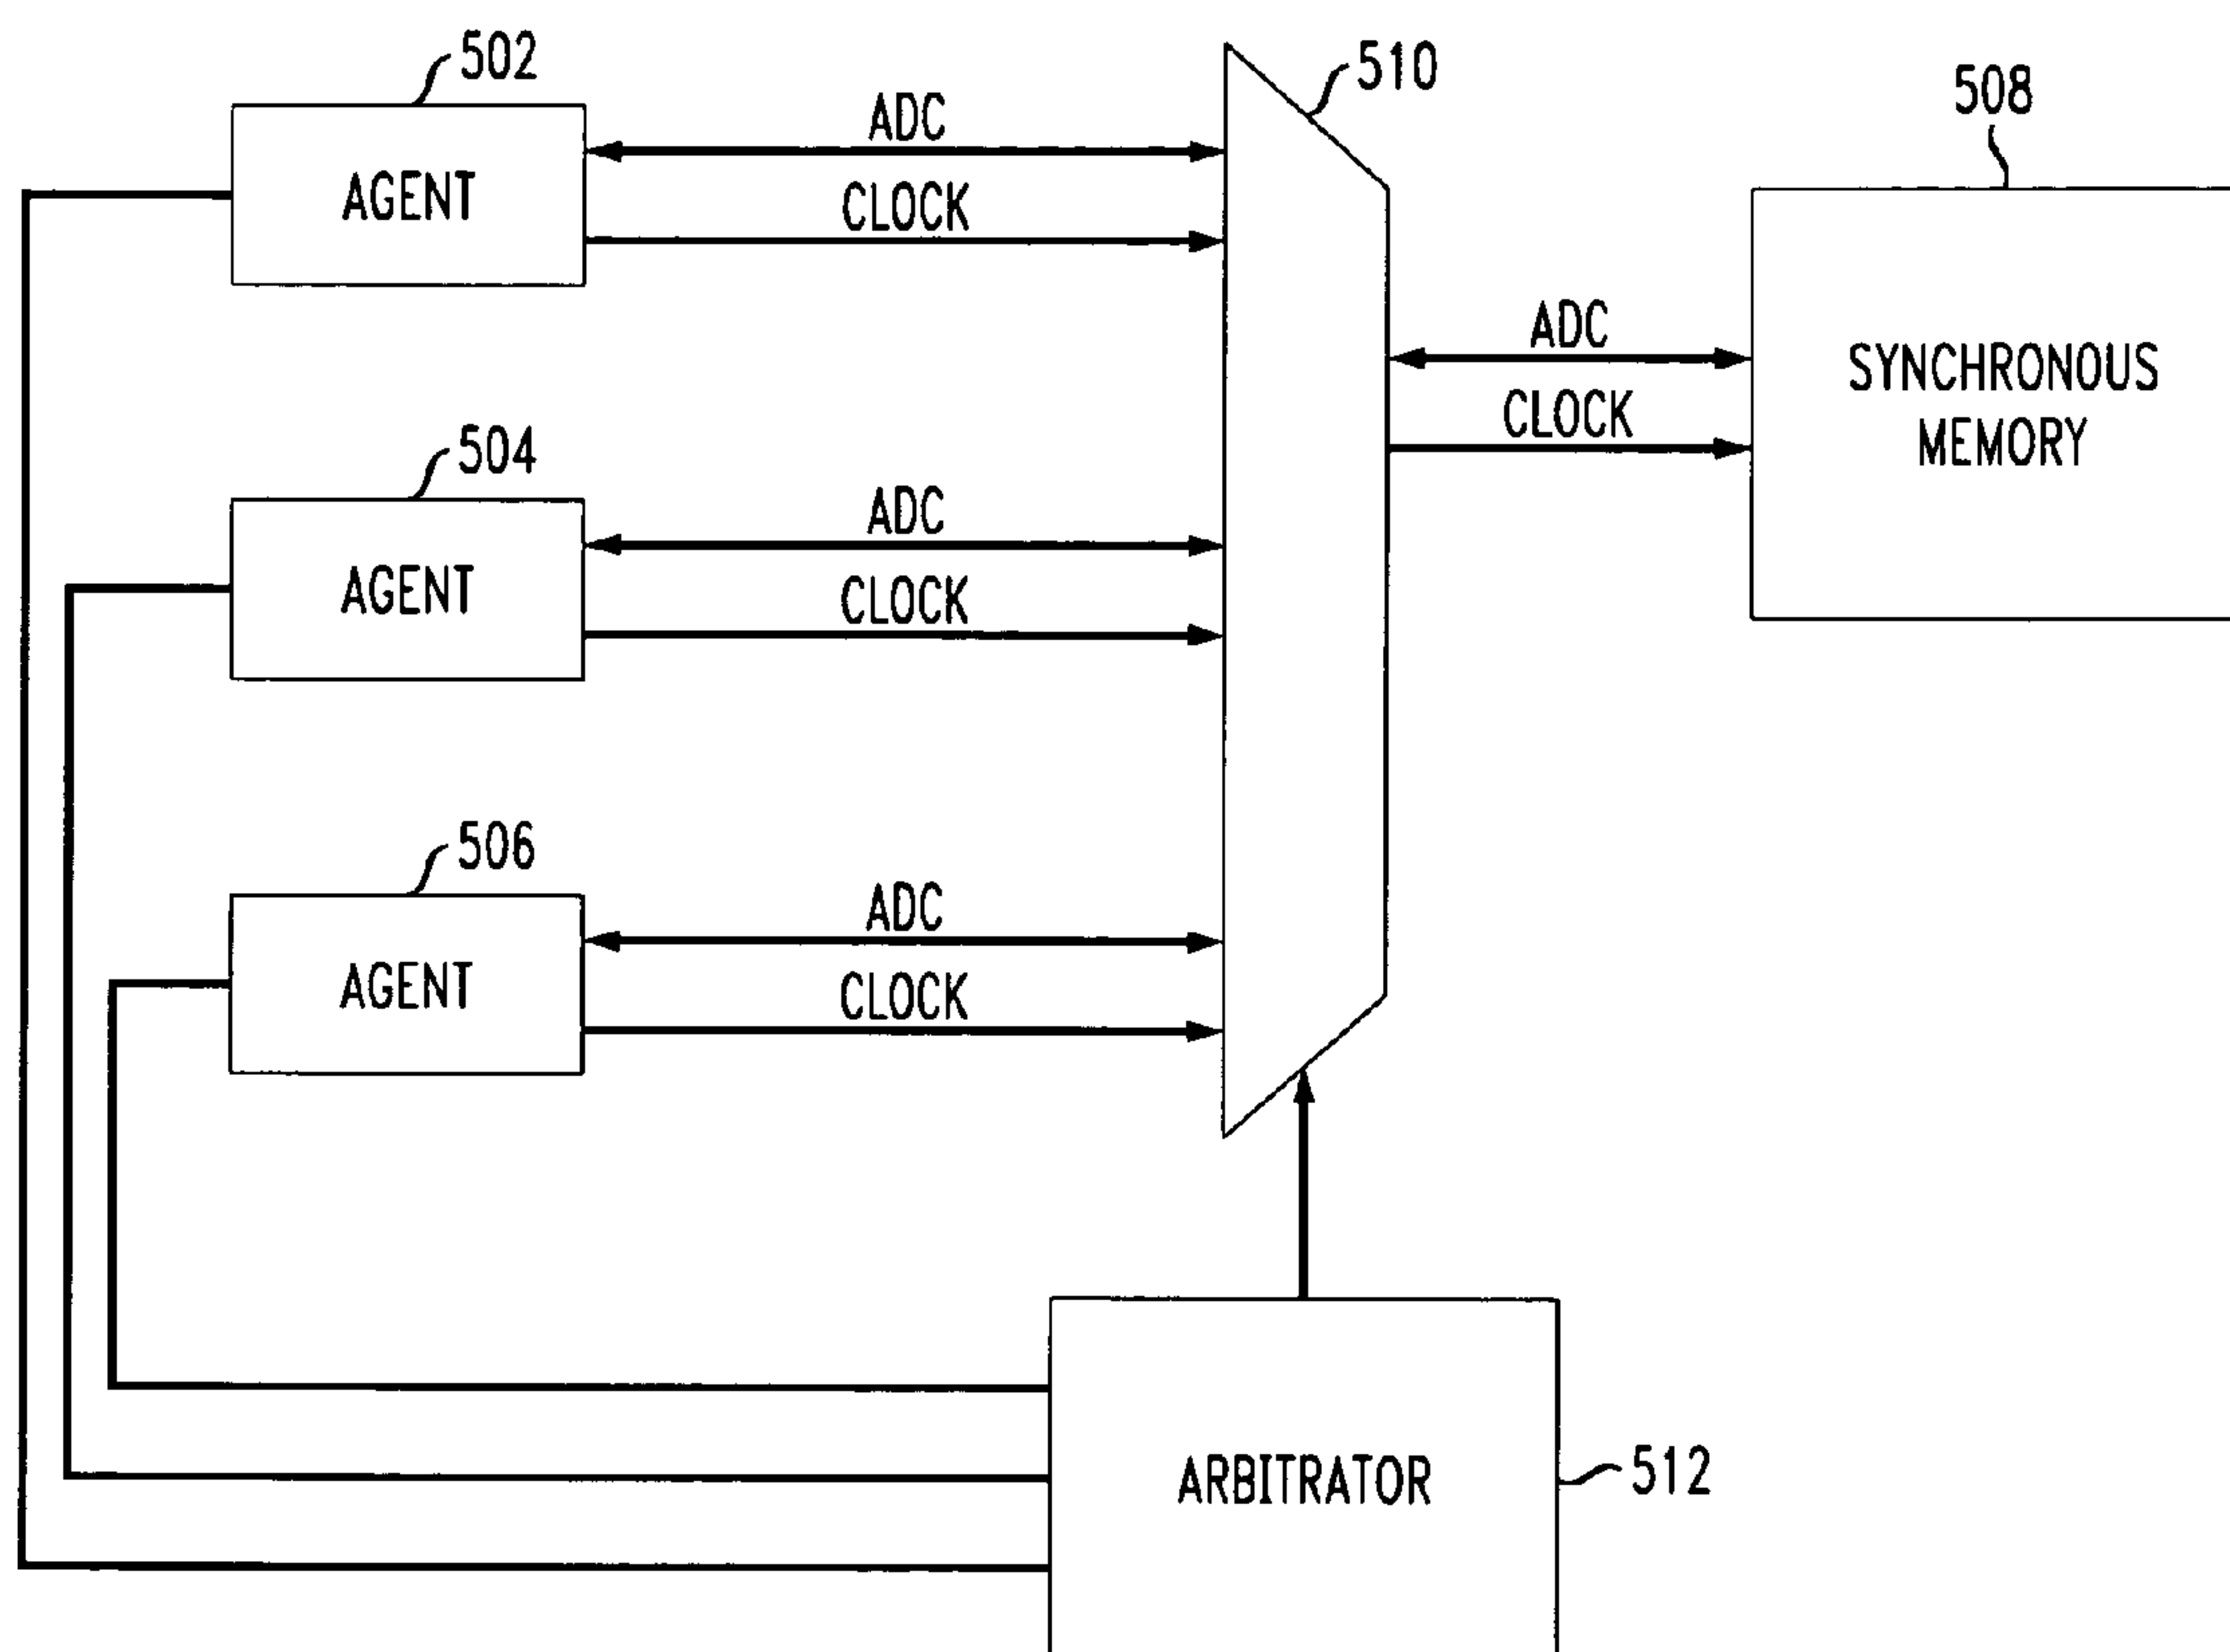 502
510
508
ADC
AGENT
CLOCK
ADC
SYNCHRONOUS
MEMORY
CLOCK
504
ADC
AGENT
CLOCK
506
ADC
AGENT
CLOCK
ARBITRATOR
512